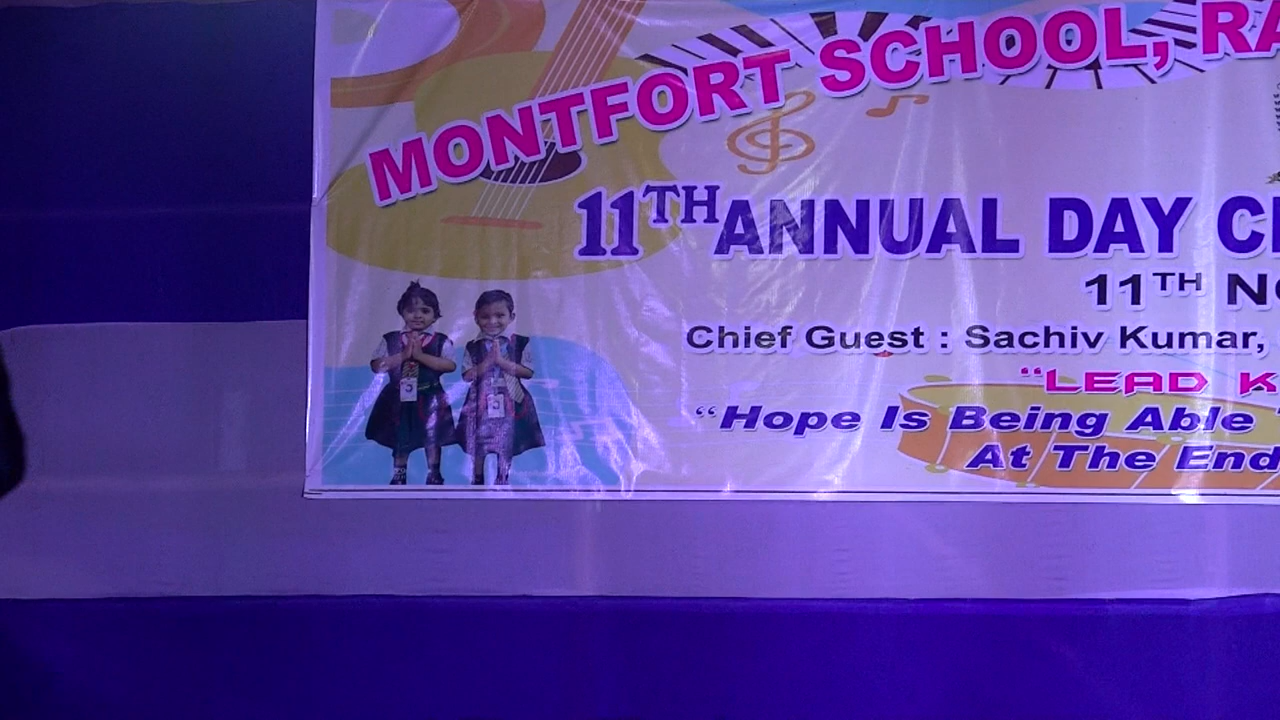 MONTFORT SCHOOL,
11TH ANNUAL DAY
11TH
Chief Guest : Sachiv Kumar,
"LEAD
"Hope Is Being Able
At The End